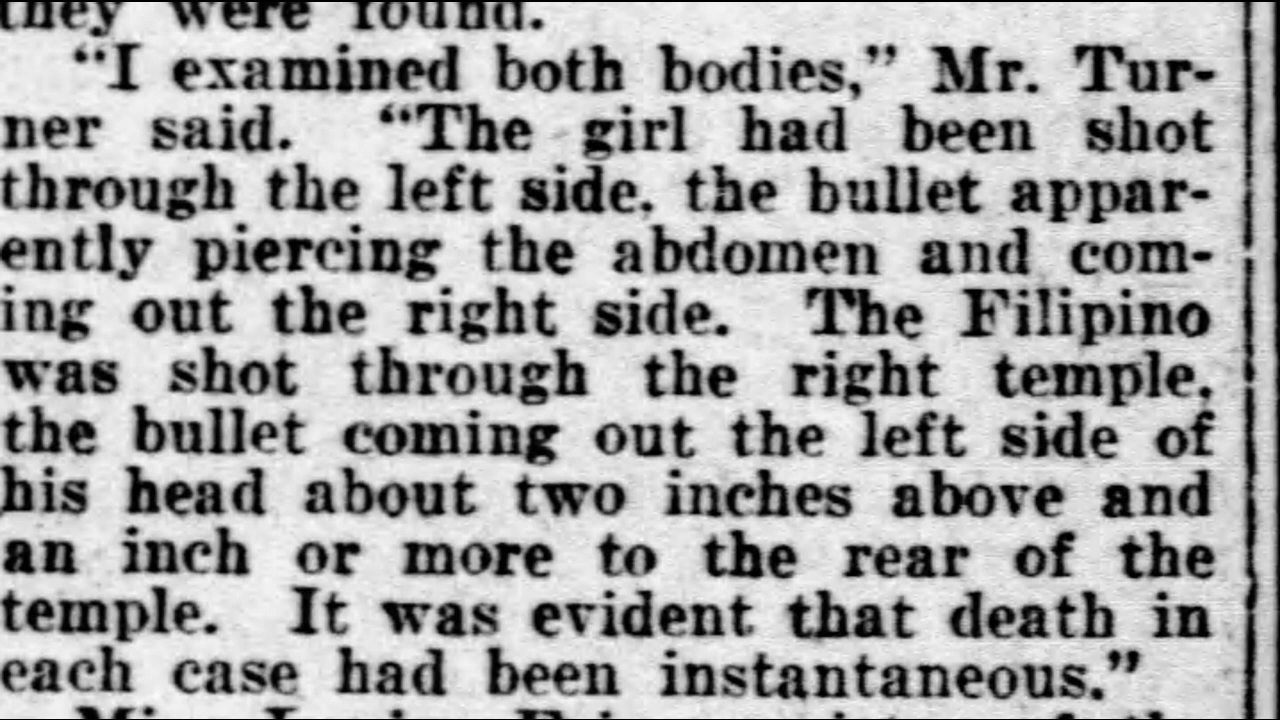 they were found.
“I examined both bodies,” Mr. Tur-
ner said. “The girl had been shot
through the left side, the bullet appar-
ently piercing the abdomen and com-
ing out the right side. The Filipino
was shot through the right temple,
the bullet coming out the left side of
his head about two inches above and
an inch or more to the rear of the
temple. It was evident that death in
each case had been instantaneous.”